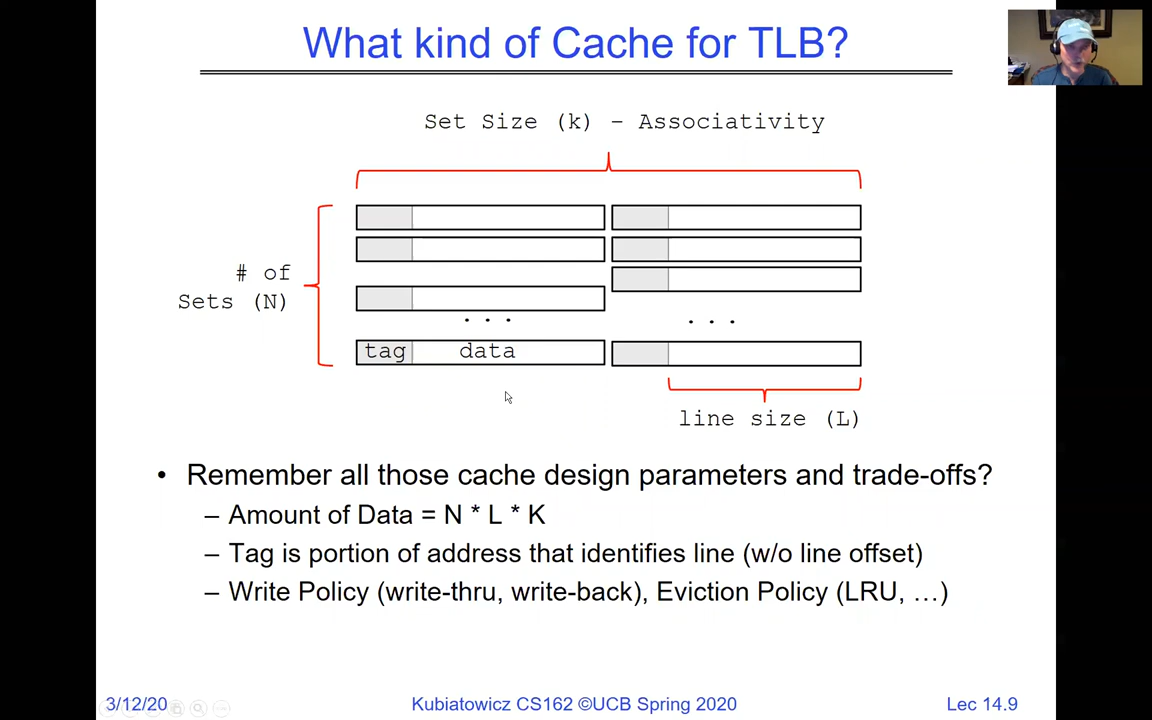 What kind of Cache for TLB?
Set Size (k) – Associativity
# of
Sets (N)
. . .
. . .
tag
data
line size (L)
• Remember all those cache design parameters and trade-offs?
– Amount of Data = N * L * K
– Tag is portion of address that identifies line (w/o line offset)
– Write Policy (write-thru, write-back), Eviction Policy (LRU, …)
3/12/20
Kubiatowicz CS162 ©UCB Spring 2020
Lec 14.9